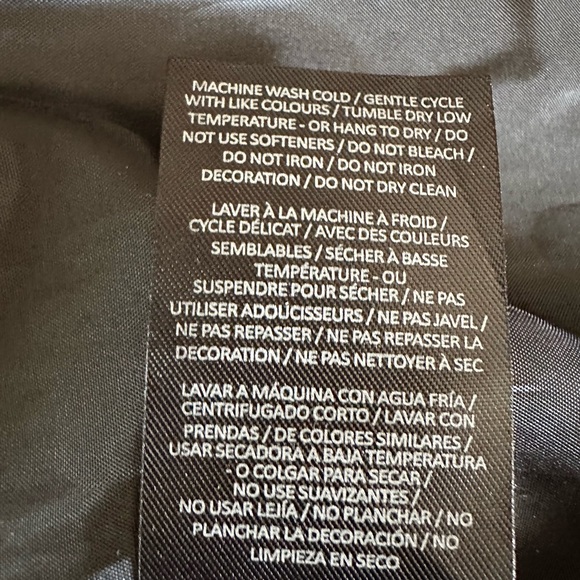 MACHINE WASH COLD / GENTLE CYCLE
WITH LIKE COLOURS / TUMBLE DRY LOW
TEMPERATURE - OR HANG TO DRY / DO
NOT USE SOFTENERS / DO NOT BLEACH /
DO NOT IRON / DO NOT IRON
DECORATION / DO NOT DRY CLEAN
LAVER À LA MACHINE À FROID /
CYCLE DÉLICAT / AVEC DES COULEURS
SEMBLABLES / SÉCHER À BASSE
TEMPÉRATURE - OU
SUSPENDRE POUR SÉCHER / NE PAS
UTILISER ADOUCISSEURS / NE PAS JAVEL /
NE PAS REPASSER / NE PAS REPASSER LA
DECORATION / NE PAS NETTOYER À SEC
LAVAR A MÁQUINA CON AGUA FRÍA /
CENTRIFUGADO CORTO / LAVAR CON
PRENDAS / DE COLORES SIMILARES /
USAR SECADORA A BAJA TEMPERATURA
- O COLGAR PARA SECAR /
NO USE SUAVIZANTES /
NO USAR LEJÍA / NO PLANCHAR / NO
PLANCHAR LA DECORACIÓN / NO
LIMPIEZA EN SECO